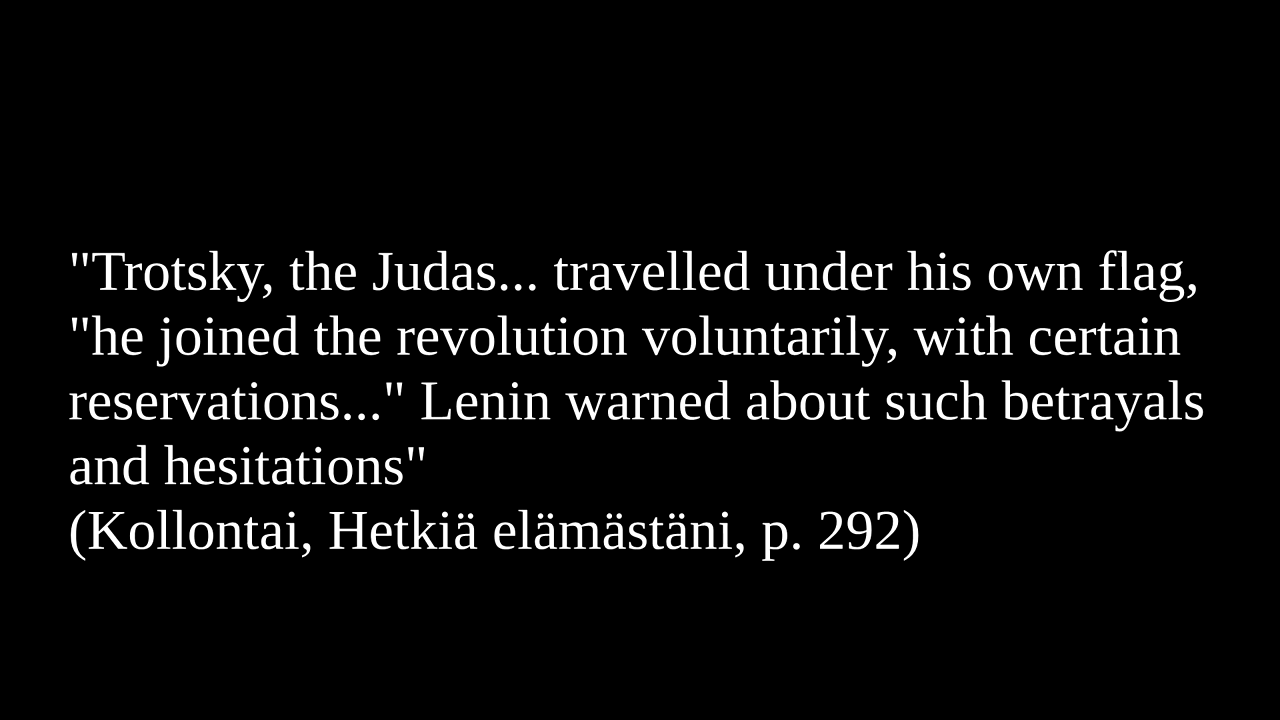 "Trotsky, the Judas... travelled under his own flag,
"he joined the revolution voluntarily, with certain
reservations..." Lenin warned about such betrayals
and hesitations"
(Kollontai, Hetkiä elämästäni, p. 292)